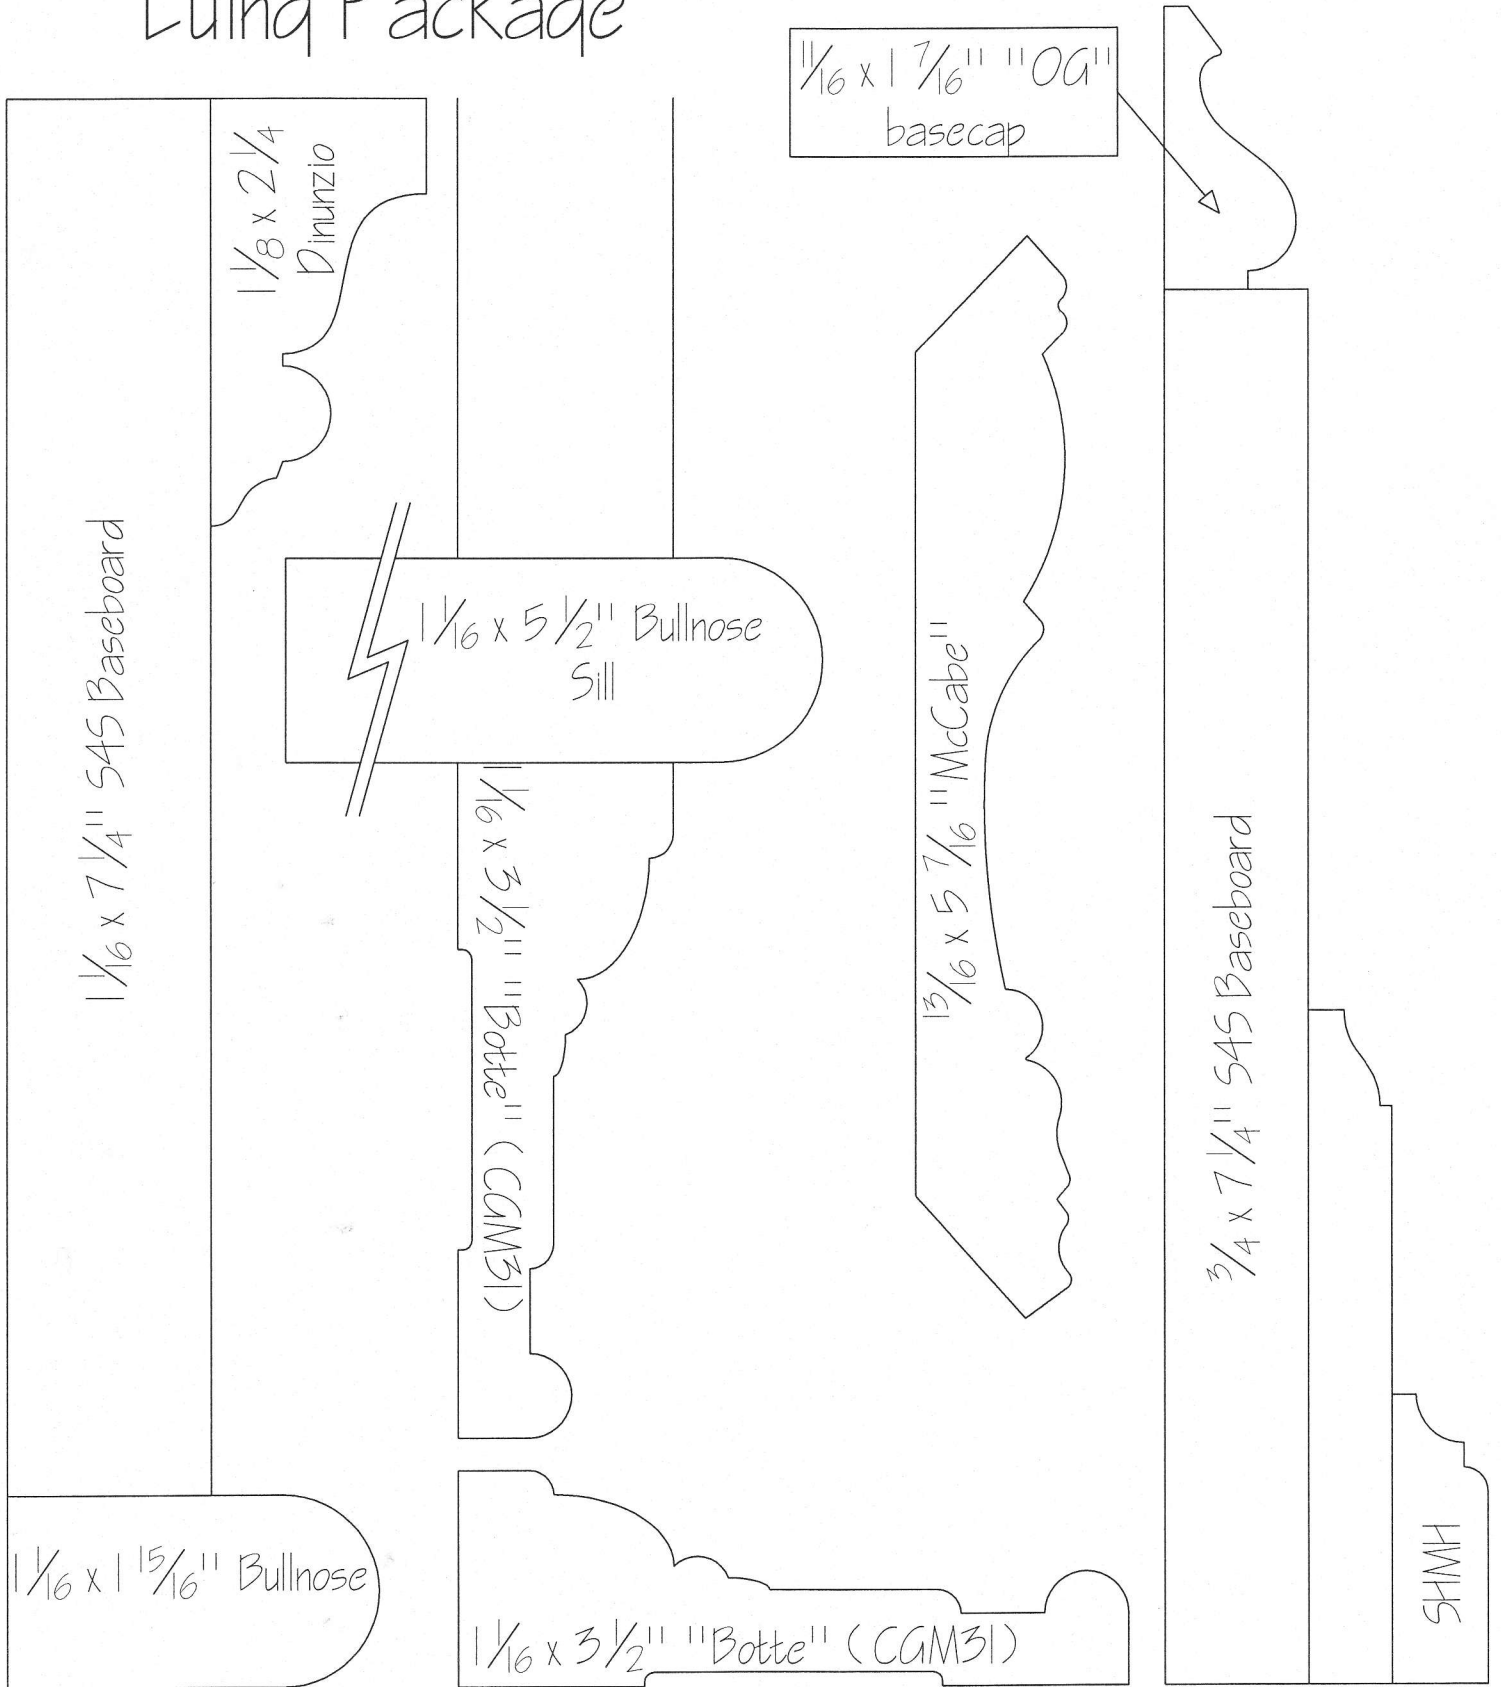 Luing Package
11/16 x 1 7/16" "OG"
basecap
1 1/8 x 2 1/4
Dinunzio
1 1/16 x 7 1/4" S4S Baseboard
1 1/16 x 5 1/2" Bullnose
Sill
1 1/16 x 3 1/2" "Botte" (CGM31)
13/16 x 5 7/16 "McCabe"
3/4 x 7 1/4" S4S Baseboard
1 1/16 x 1 15/16" Bullnose
1 1/16 x 3 1/2" "Botte" (CGM31)
SHMH